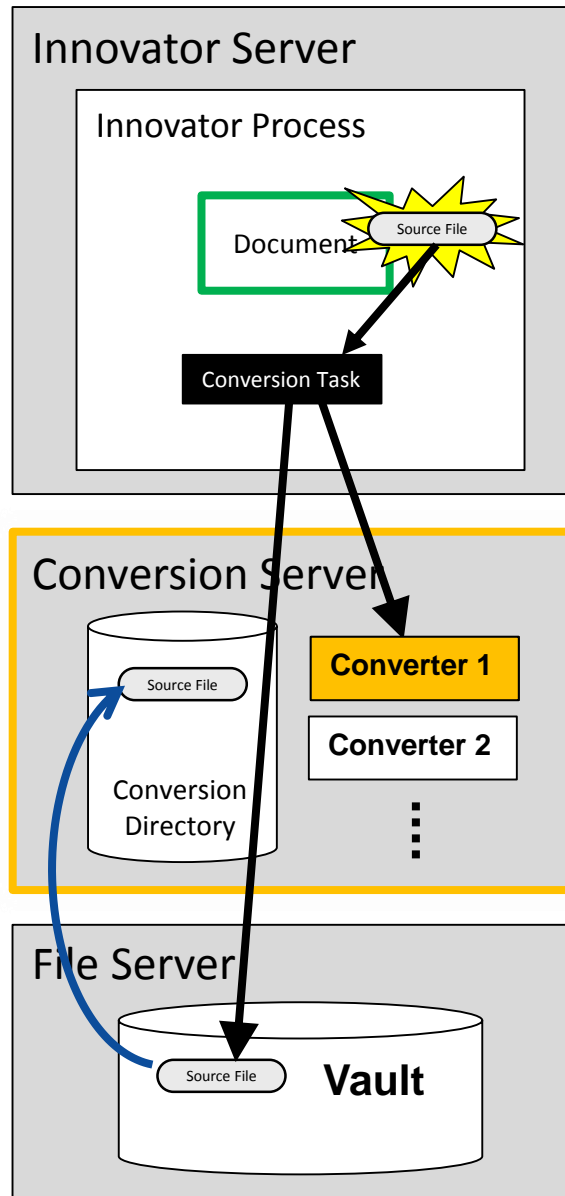 Innovator Server
Innovator Process
Document
Source File
Conversion Task
Conversion Server
Source File
Converter 1
Converter 2
Conversion
Directory
File Server
Source File
Vault